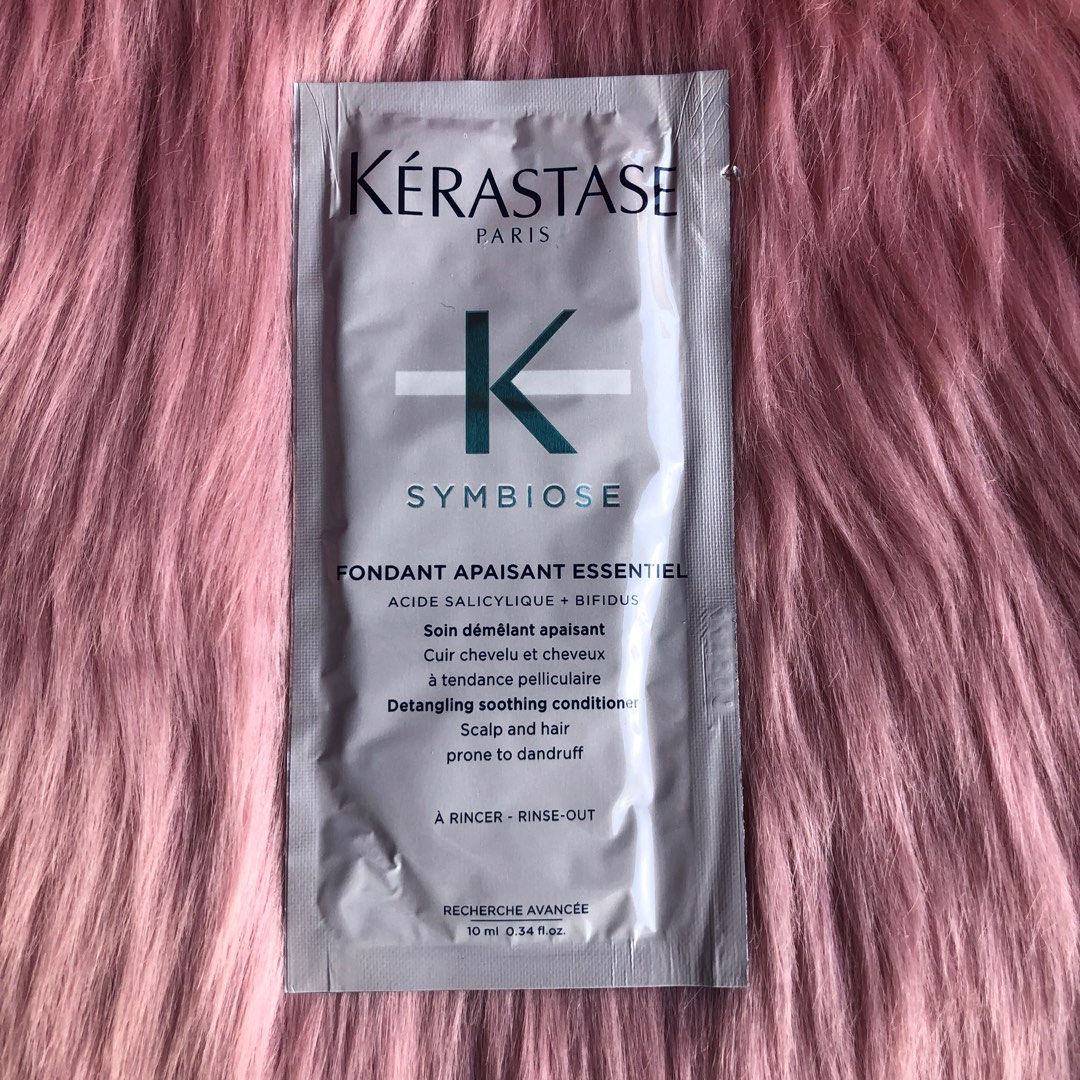 KÉRASTASE
PARIS
K
SYMBIOSE
FONDANT APAISANT ESSENTIEL
ACIDE SALICYLIQUE + BIFIDUS
Soin démêlant apaisant
Cuir chevelu et cheveux
à tendance pelliculaire
Detangling soothing conditioner
Scalp and hair
prone to dandruff
À RINCER - RINSE-OUT
RECHERCHE AVANCÉE
10 ml 0.34 fl.oz.